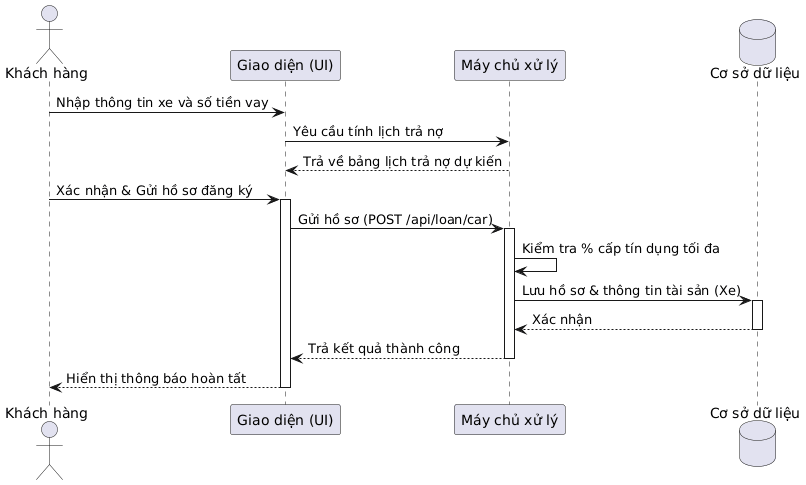 Khách hàng
Giao diện (UI)
Máy chủ xử lý
Cơ sở dữ liệu
Nhập thông tin xe và số tiền vay
Yêu cầu tính lịch trả nợ
Trả về bảng lịch trả nợ dự kiến
Xác nhận & Gửi hồ sơ đăng ký
Gửi hồ sơ (POST /api/loan/car)
Kiểm tra % cấp tín dụng tối đa
Lưu hồ sơ & thông tin tài sản (Xe)
Xác nhận
Trả kết quả thành công
Hiển thị thông báo hoàn tất
Khách hàng
Giao diện (UI)
Máy chủ xử lý
Cơ sở dữ liệu